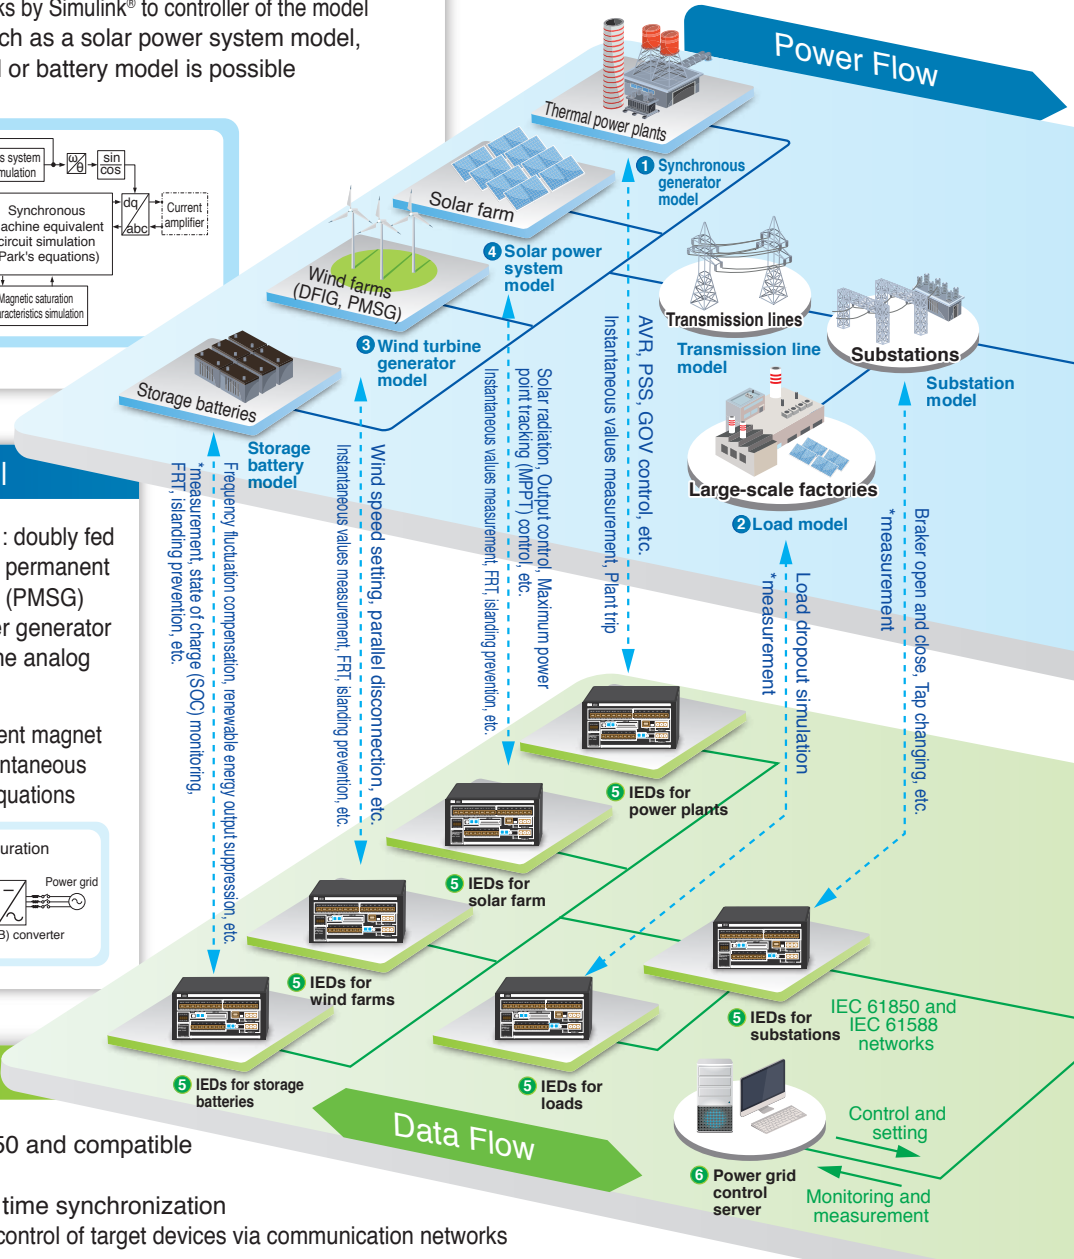 ks by Simulink® to controller of the model
ch as a solar power system model,
l or battery model is possible
s system
mulation
ω/θ
sin
cos
dq
abc
Current
amplifier
Synchronous
achine equivalent
circuit simulation
Park's equations)
Magnetic saturation
aracteristics simulation
Power Flow
Thermal power plants
1 Synchronous
generator
model
Solar farm
4 Solar power
system
model
Wind farms
(DFIG, PMSG)
3 Wind turbine
generator
model
Storage batteries
Storage
battery
model
Transmission lines
Transmission line
model
Substations
Substation
model
Large-scale factories
2 Load model
Frequency fluctuation compensation, renewable energy output suppression, etc.
*measurement, state of charge (SOC) monitoring,
FRT, islanding prevention, etc.
Wind speed setting, parallel disconnection, etc.
Instantaneous values measurement, FRT, islanding prevention, etc.
Solar radiation, Output control, Maximum power
point tracking (MPPT) control, etc.
Instantaneous values measurement, FRT, islanding prevention, etc.
AVR, PSS, GOV control, etc.
Instantaneous values measurement, Plant trip
Load dropout simulation
*measurement
Braker open and close, Tap changing, etc.
*measurement
l
: doubly fed
r permanent
(PMSG)
er generator
ne analog
ent magnet
ntaneous
quations
uration
Power grid
B) converter
5 IEDs for
power plants
5 IEDs for
solar farm
5 IEDs for
wind farms
5 IEDs for storage
batteries
5 IEDs for
loads
5 IEDs for
substations
IEC 61850 and
IEC 61588
networks
Data Flow
6 Power grid
control
server
Control and
setting
Monitoring and
measurement
50 and compatible
time synchronization
control of target devices via communication networks